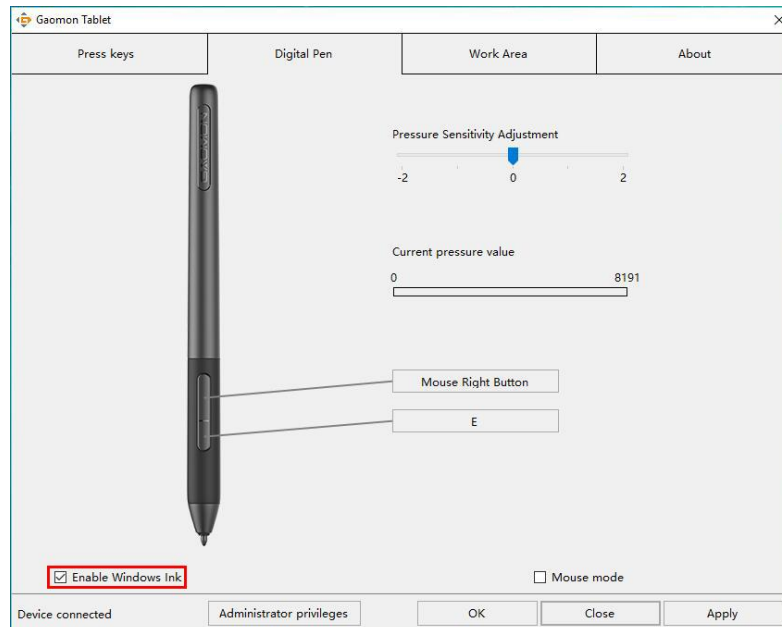 Gaomon Tablet
Press keys Digital Pen Work Area About
GAOMON
Pressure Sensitivity Adjustment
-2 0 2
Current pressure value
0 8191
Mouse Right Button
E
Enable Windows Ink Mouse mode
Device connected Administrator privileges OK Close Apply